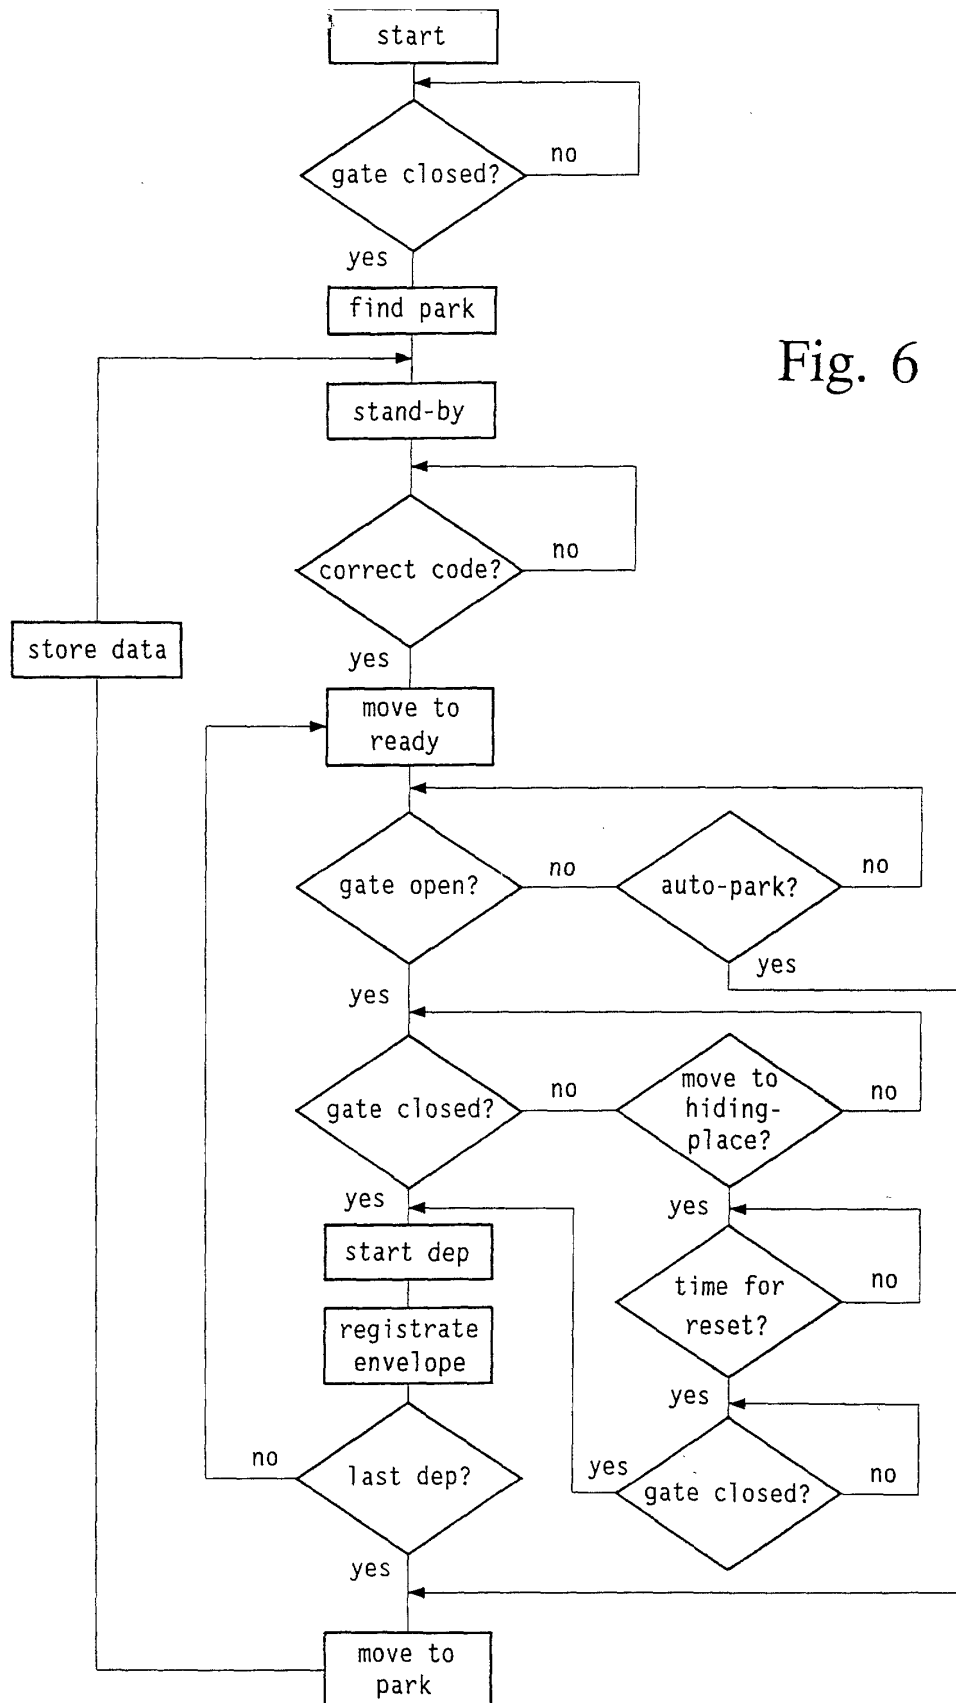 start
gate closed?
no
yes
find park
Fig. 6
stand-by
correct code?
no
store data
yes
move to
ready
gate open?
no
auto-park?
no
yes
yes
gate closed?
no
move to
hiding-
place?
no
yes
yes
start dep
time for
reset?
no
registrate
envelope
yes
last dep?
no
yes
gate closed?
no
yes
move to
park